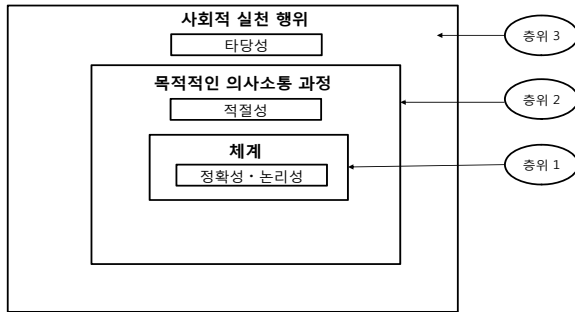 사회적 실천 행위
타당성
층위 3
목적적인 의사소통 과정
적절성
층위 2
체계
정확성·논리성
층위 1